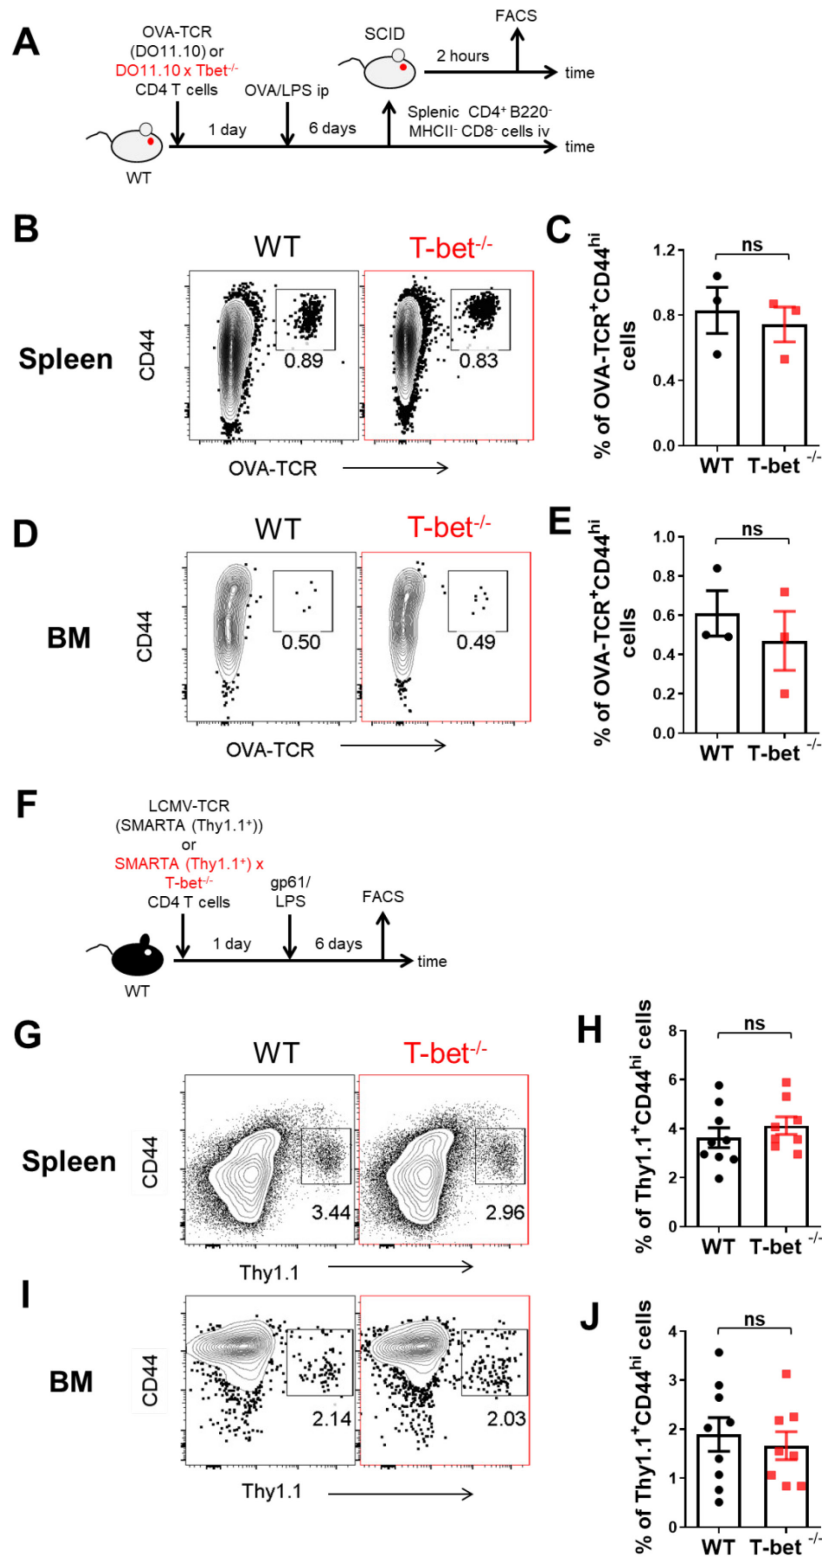 A
OVA-TCR
(DO11.10) or
DO11.10 x Tbet-/-
CD4 T cells
OVA/LPS ip
1 day
6 days
WT
SCID
2 hours
FACS
time
Splenic CD4+ B220-
MHCII- CD8- cells iv
time
B
WT
T-bet-/-
Spleen
CD44
0.89
0.83
OVA-TCR
C
% of OVA-TCR+CD44hi
cells
ns
1.2
0.8
0.4
0.0
WT T-bet -/-
D
WT
T-bet-/-
BM
CD44
0.50
0.49
OVA-TCR
E
% of OVA-TCR+CD44hi
cells
ns
1.0
0.8
0.6
0.4
0.2
0.0
WT T-bet -/-
F
LCMV-TCR
(SMARTA (Thy1.1+))
or
SMARTA (Thy1.1+) x
T-bet-/-
CD4 T cells
gp61/
LPS
FACS
1 day
6 days
time
WT
G
WT
T-bet-/-
Spleen
CD44
3.44
2.96
Thy1.1
H
% of Thy1.1+CD44hi cells
ns
8
6
4
2
0
WT T-bet -/-
I
BM
CD44
2.14
2.03
Thy1.1
J
% of Thy1.1+CD44hi cells
ns
4
3
2
1
0
WT T-bet -/-